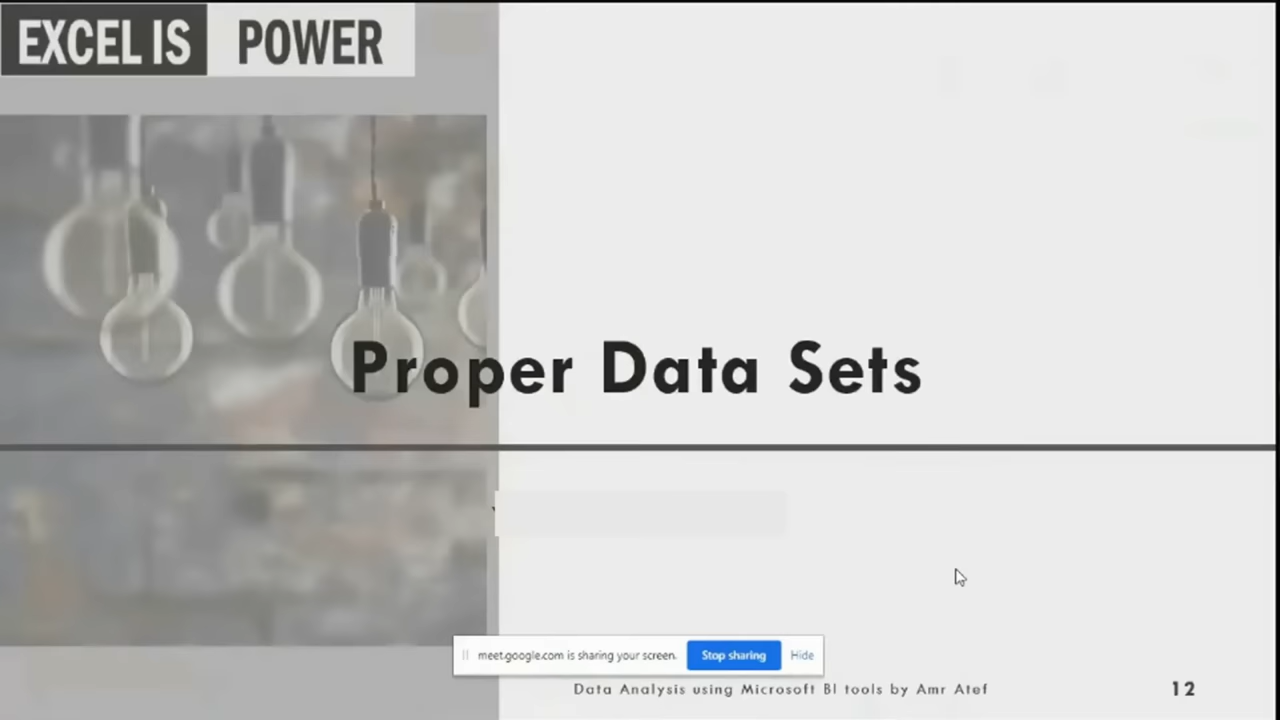 EXCEL IS POWER
Proper Data Sets
meet.google.com is sharing your screen. Stop sharing Hide
Data Analysis using Microsoft BI tools by Amr Atef 12